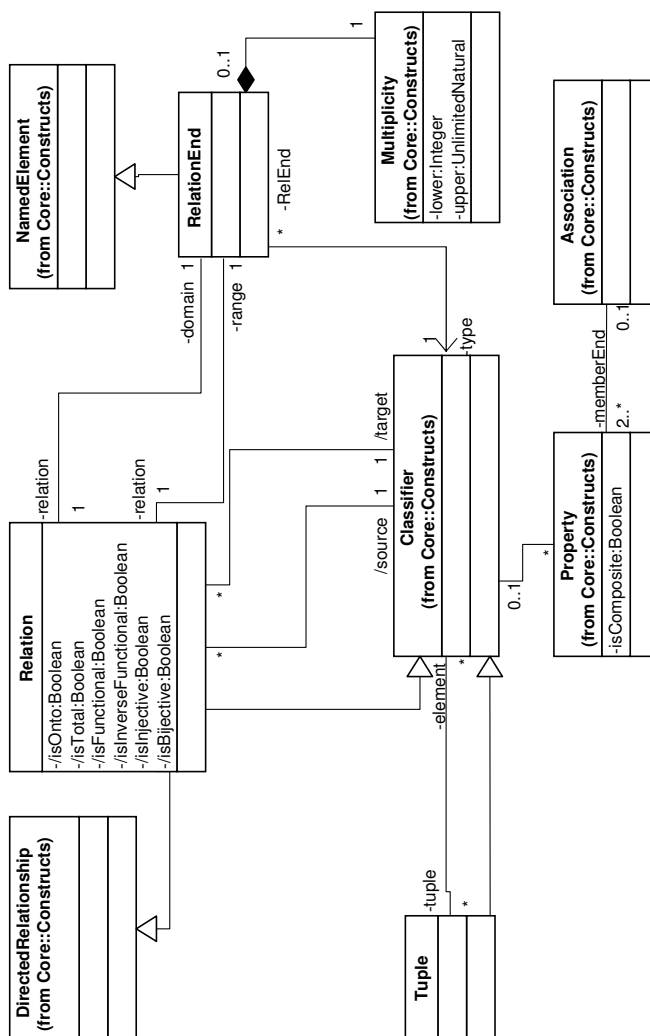 DirectedRelationship
(from Core::Constructs)
Relation
-/isOnto:Boolean
-/isTotal:Boolean
-/isFunctional:Boolean
-/isInverseFunctional:Boolean
-/isInjective:Boolean
-/isBijective:Boolean
-relation
1
-relation
1
NamedElement
(from Core::Constructs)
-domain
1
-range
1
RelationEnd
0..1
*
-RelEnd
*
*
/source
1
/target
1
Tuple
-tuple
*
-element
*
Classifier
(from Core::Constructs)
1
-type
1
Multiplicity
(from Core::Constructs)
-lower:Integer
-upper:UnlimitedNatural
0..1
*
Property
(from Core::Constructs)
-isComposite:Boolean
-memberEnd
2..*
0..1
Association
(from Core::Constructs)